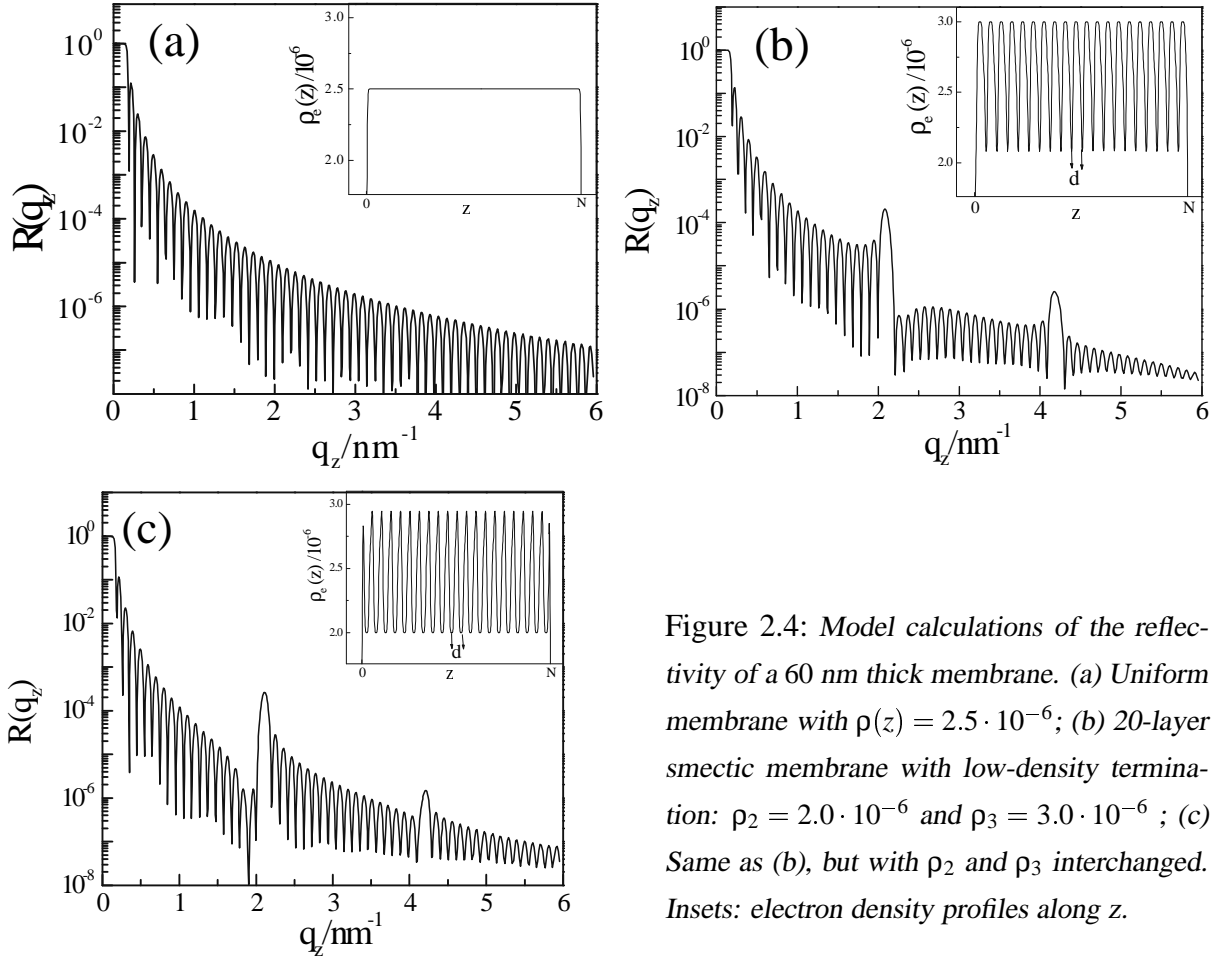 (a)
10^0
10^-2
10^-4
10^-6
R(q_z)
0 1 2 3 4 5 6
q_z/nm^-1
3.0
2.5
2.0
ρ_e(z) /10^6
0 z N
(b)
10^0
10^-2
10^-4
10^-6
10^-8
R(q_z)
0 1 2 3 4 5 6
q_z/nm^-1
3.0
2.5
2.0
ρ_e(z) /10^-6
d
0 z N
(c)
10^0
10^-2
10^-4
10^-6
10^-8
R(q_z)
0 1 2 3 4 5 6
q_z/nm^-1
3.0
2.5
2.0
ρ_e(z) /10^-6
d
0 z N
Figure 2.4: Model calculations of the reflec-
tivity of a 60 nm thick membrane. (a) Uniform
membrane with ρ(z) = 2.5 · 10^−6; (b) 20-layer
smectic membrane with low-density termina-
tion: ρ_2 = 2.0 · 10^−6 and ρ_3 = 3.0 · 10^−6 ; (c)
Same as (b), but with ρ_2 and ρ_3 interchanged.
Insets: electron density profiles along z.